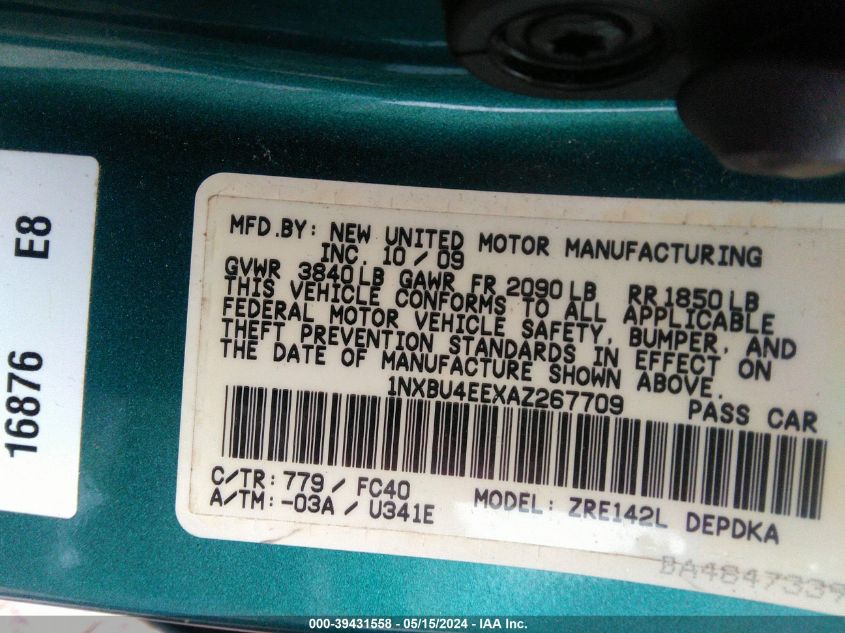 E8
16876
MFD.BY: NEW UNITED MOTOR MANUFACTURING
INC. 10 / 09
GVWR 3840 LB GAWR FR 2090 LB RR 1850 LB
THIS VEHICLE CONFORMS TO ALL APPLICABLE
FEDERAL MOTOR VEHICLE SAFETY, BUMPER, AND
THEFT PREVENTION STANDARDS IN EFFECT ON
THE DATE OF MANUFACTURE SHOWN ABOVE.
1NXBU4EEXAZ267709 PASS CAR
C/TR: 779 / FC40
A/TM: -03A / U341E
MODEL: ZRE142L DEPDKA
BA4847339
000-39431558 - 05/15/2024 - IAA Inc.